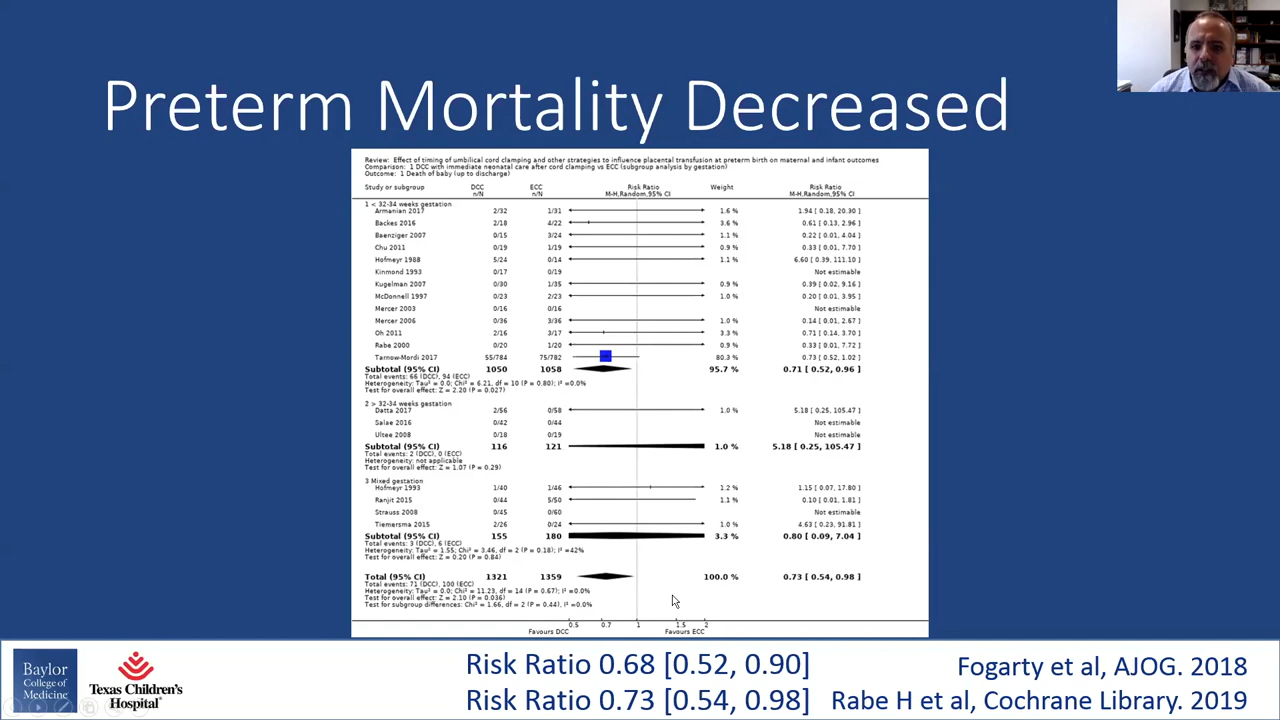 Preterm Mortality Decreased
Review: Effect of timing of umbilical cord clamping and other strategies to influence placental transfusion at preterm birth on maternal and infant outcomes
Comparison: 1 DCC with immediate neonatal care after cord clamping vs ECC (subgroup analysis by gestation)
Outcome: 1 Death of baby (up to discharge)
Study or subgroup DCC ECC Risk Ratio Weight Risk Ratio
n/N n/N M-H,Random,95% CI M-H,Random,95% CI
1 < 32-34 weeks gestation
Armanian 2017 2/32 1/31 1.6 % 1.94 [ 0.18, 20.30 ]
Backes 2016 2/18 4/22 3.6 % 0.61 [ 0.13, 2.96 ]
Baenziger 2007 0/15 3/24 1.1 % 0.22 [ 0.01, 4.04 ]
Chu 2011 0/19 1/19 0.9 % 0.33 [ 0.01, 7.70 ]
Hofmeyr 1988 5/24 0/14 1.1 % 6.60 [ 0.39, 111.10 ]
Kinmond 1993 0/17 0/19 Not estimable
Kugelman 2007 0/30 1/35 0.9 % 0.39 [ 0.02, 9.16 ]
McDonnell 1997 0/23 2/23 1.0 % 0.20 [ 0.01, 3.95 ]
Mercer 2003 0/16 0/16 Not estimable
Mercer 2006 0/36 3/36 1.0 % 0.14 [ 0.01, 2.67 ]
Oh 2011 2/16 3/17 3.3 % 0.71 [ 0.14, 3.70 ]
Rabe 2000 0/20 1/20 0.9 % 0.33 [ 0.01, 7.72 ]
Tarnow-Mordi 2017 55/784 75/782 80.3 % 0.73 [ 0.52, 1.02 ]
Subtotal (95% CI) 1050 1058 95.7 % 0.71 [ 0.52, 0.96 ]
Total events: 66 (DCC), 94 (ECC)
Heterogeneity: Tau² = 0.0; Chi² = 6.21, df = 10 (P = 0.80); I² =0.0%
Test for overall effect: Z = 2.20 (P = 0.027)
2 > 32-34 weeks gestation
Datta 2017 2/56 0/58 1.0 % 5.18 [ 0.25, 105.47 ]
Salae 2016 0/42 0/44 Not estimable
Ultee 2008 0/18 0/19 Not estimable
Subtotal (95% CI) 116 121 1.0 % 5.18 [ 0.25, 105.47 ]
Total events: 2 (DCC), 0 (ECC)
Heterogeneity: not applicable
Test for overall effect: Z = 1.07 (P = 0.29)
3 Mixed gestation
Hofmeyr 1993 1/40 1/46 1.2 % 1.15 [ 0.07, 17.80 ]
Ranjit 2015 0/44 5/50 1.1 % 0.10 [ 0.01, 1.81 ]
Strauss 2008 0/45 0/60 Not estimable
Tiemersma 2015 2/26 0/24 1.0 % 4.63 [ 0.23, 91.81 ]
Subtotal (95% CI) 155 180 3.3 % 0.80 [ 0.09, 7.04 ]
Total events: 3 (DCC), 6 (ECC)
Heterogeneity: Tau² = 1.55; Chi² = 3.46, df = 2 (P = 0.18); I² =42%
Test for overall effect: Z = 0.20 (P = 0.84)
Total (95% CI) 1321 1359 100.0 % 0.73 [ 0.54, 0.98 ]
Total events: 71 (DCC), 100 (ECC)
Heterogeneity: Tau² = 0.0; Chi² = 11.23, df = 14 (P = 0.67); I² =0.0%
Test for overall effect: Z = 2.10 (P = 0.036)
Test for subgroup differences: Chi² = 1.66, df = 2 (P = 0.44), I² =0.0%
0.5 0.7 1 1.5 2
Favours DCC Favours ECC
Baylor
College of
Medicine
Texas Children's
Hospital
Risk Ratio 0.68 [0.52, 0.90] Fogarty et al, AJOG. 2018
Risk Ratio 0.73 [0.54, 0.98] Rabe H et al, Cochrane Library. 2019